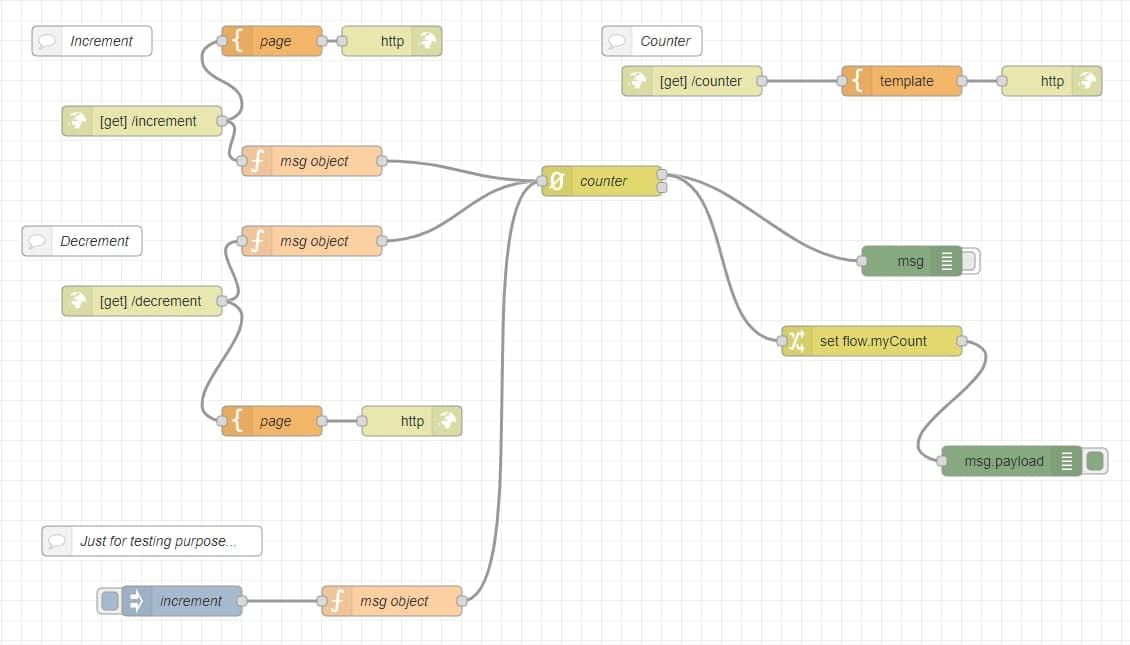 Increment
page
http
Counter
[get] /counter
template
http
[get] /increment
msg object
counter
Decrement
msg object
msg
[get] /decrement
set flow.myCount
page
http
msg.payload
Just for testing purpose...
increment
msg object